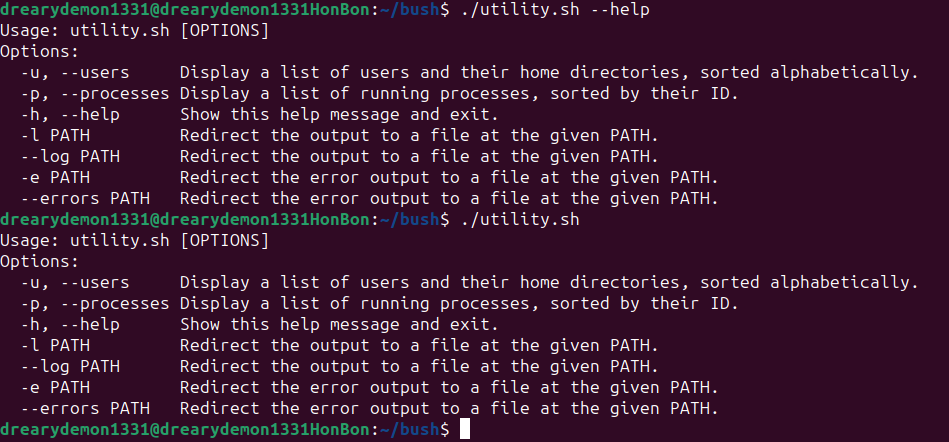 drearydemon1331@drearydemon1331HonBon:~/bush$ ./utility.sh --help
Usage: utility.sh [OPTIONS]
Options:
  -u, --users     Display a list of users and their home directories, sorted alphabetically.
  -p, --processes Display a list of running processes, sorted by their ID.
  -h, --help      Show this help message and exit.
  -l PATH         Redirect the output to a file at the given PATH.
  --log PATH      Redirect the output to a file at the given PATH.
  -e PATH         Redirect the error output to a file at the given PATH.
  --errors PATH   Redirect the error output to a file at the given PATH.
drearydemon1331@drearydemon1331HonBon:~/bush$ ./utility.sh
Usage: utility.sh [OPTIONS]
Options:
  -u, --users     Display a list of users and their home directories, sorted alphabetically.
  -p, --processes Display a list of running processes, sorted by their ID.
  -h, --help      Show this help message and exit.
  -l PATH         Redirect the output to a file at the given PATH.
  --log PATH      Redirect the output to a file at the given PATH.
  -e PATH         Redirect the error output to a file at the given PATH.
  --errors PATH   Redirect the error output to a file at the given PATH.
drearydemon1331@drearydemon1331HonBon:~/bush$